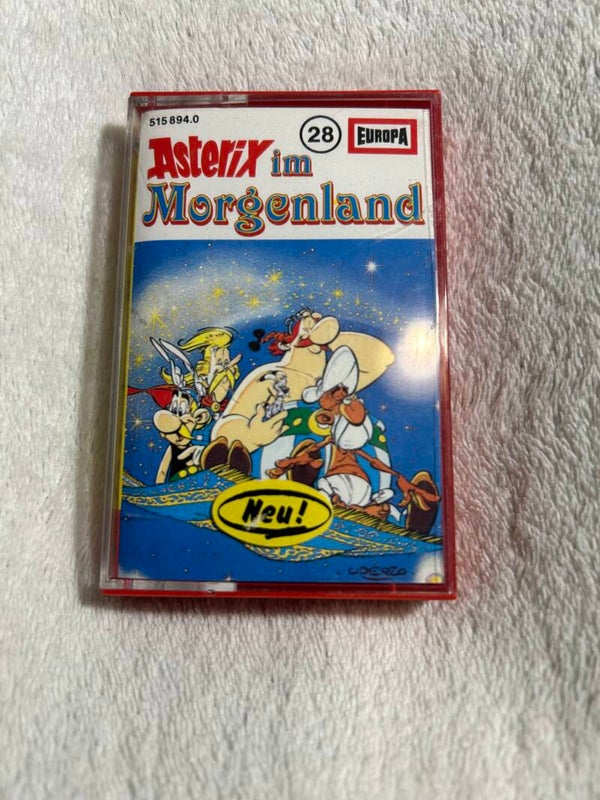 515 894.0
28
EUROPA
Asterix im
Morgenland
Neu!
UDERZO